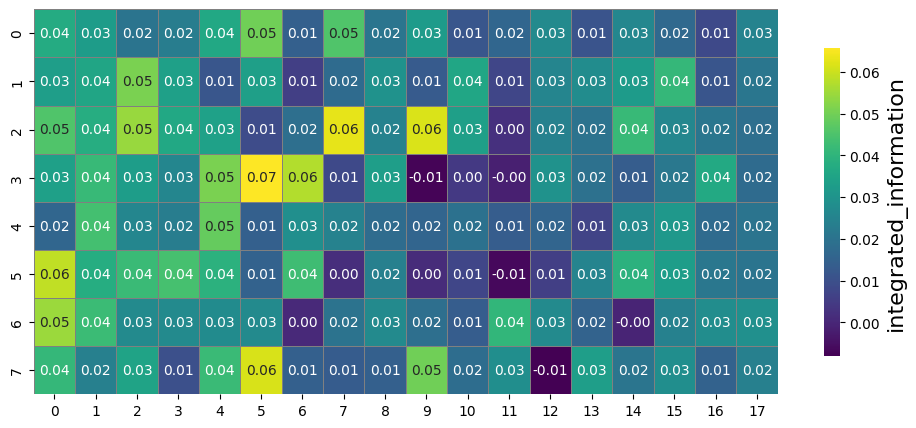 0 0.04 0.03 0.02 0.02 0.04 0.05 0.01 0.05 0.02 0.03 0.01 0.02 0.03 0.01 0.03 0.02 0.01 0.03
1 0.03 0.04 0.05 0.03 0.01 0.03 0.01 0.02 0.03 0.01 0.04 0.01 0.03 0.03 0.03 0.04 0.01 0.02
2 0.05 0.04 0.05 0.04 0.03 0.01 0.02 0.06 0.02 0.06 0.03 0.00 0.02 0.02 0.04 0.03 0.02 0.02
3 0.03 0.04 0.03 0.03 0.05 0.07 0.06 0.01 0.03 -0.01 0.00 -0.00 0.03 0.02 0.01 0.02 0.04 0.02
4 0.02 0.04 0.03 0.02 0.05 0.01 0.03 0.02 0.02 0.02 0.02 0.01 0.02 0.01 0.03 0.03 0.02 0.02
5 0.06 0.04 0.04 0.04 0.04 0.01 0.04 0.00 0.02 0.00 0.01 -0.01 0.01 0.03 0.04 0.03 0.02 0.02
6 0.05 0.04 0.03 0.03 0.03 0.03 0.00 0.02 0.03 0.02 0.01 0.04 0.03 0.02 -0.00 0.02 0.03 0.03
7 0.04 0.02 0.03 0.01 0.04 0.06 0.01 0.01 0.01 0.05 0.02 0.03 -0.01 0.03 0.02 0.03 0.01 0.02
0 1 2 3 4 5 6 7 8 9 10 11 12 13 14 15 16 17
0.06
0.05
0.04
0.03
0.02
0.01
0.00
integrated_information